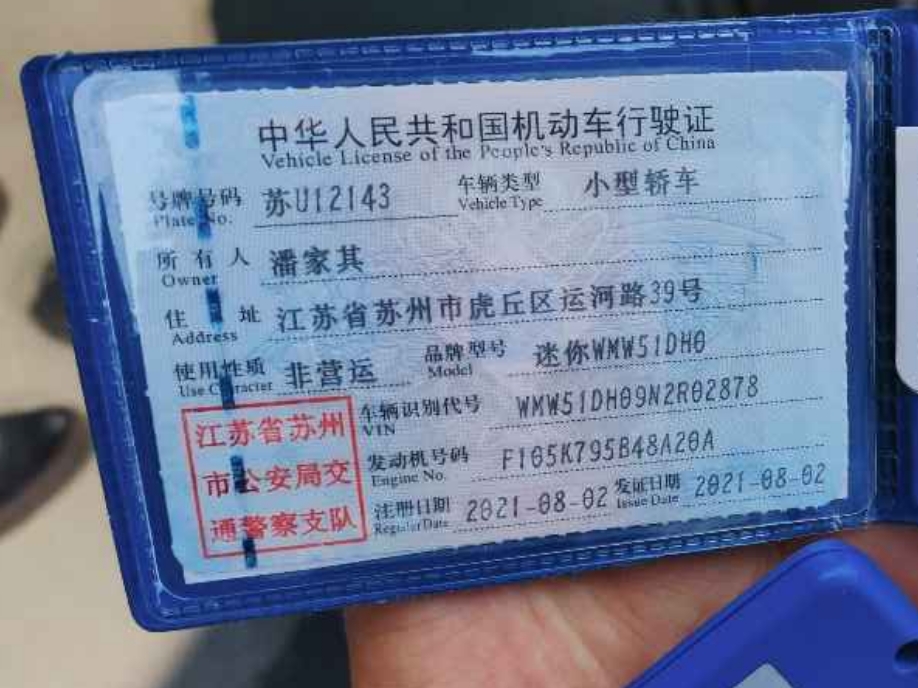 中华人民共和国机动车行驶证
Vehicle License of the People's Republic of China
号牌号码 苏U12143 车辆类型 小型轿车
Plate No. Vehicle Type
所有人 潘家其
Owner
住址 江苏省苏州市虎丘区运河路39号
Address
使用性质 非营运 品牌型号 迷你WMW51DH0
Use Character Model
江苏省苏州
市公安局交
通警察支队
车辆识别代号 WMW51DH09N2R02878
VIN
发动机号码 F105K795B48A20A
Engine No.
注册日期 2021-08-02 发证日期 2021-08-02
Register Date Issue Date